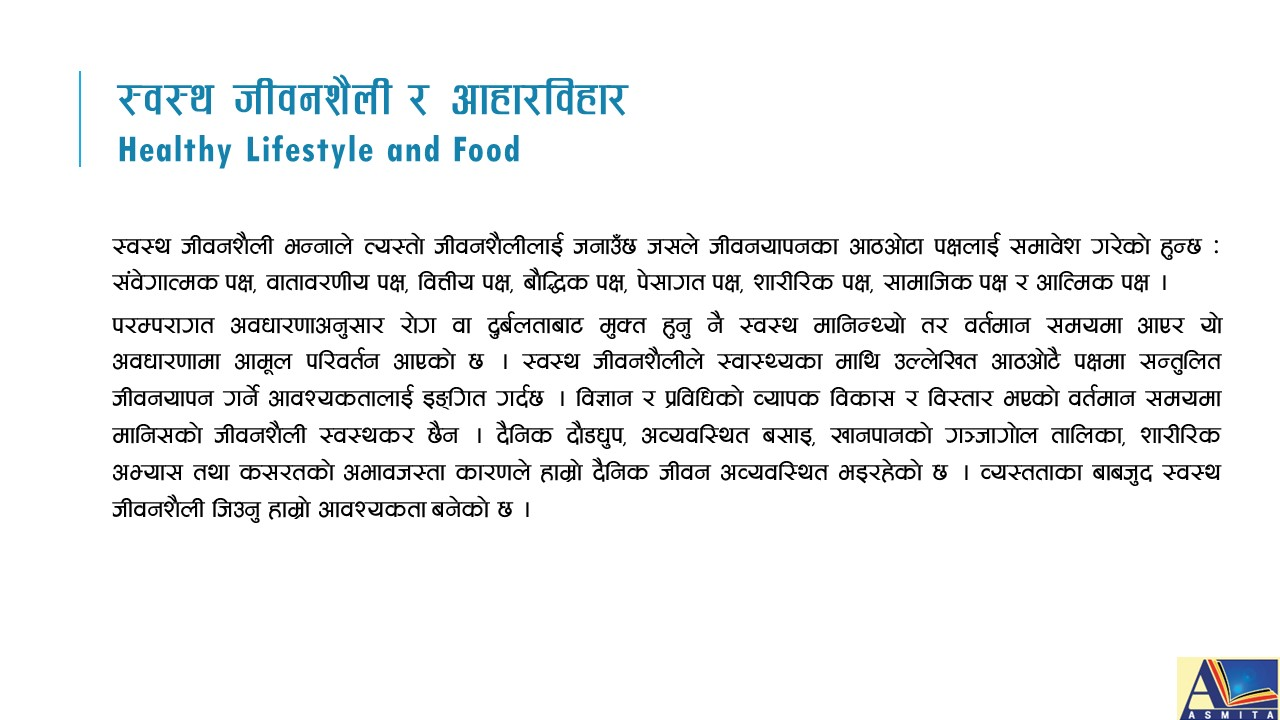 स्वस्थ जीवनशैली र आहारविहार
Healthy Lifestyle and Food
स्वस्थ जीवनशैली भन्नाले त्यस्तो जीवनशैलीलाई जनाउँछ जसले जीवनयापनका आठओटा पक्षलाई समावेश गरेको हुन्छ :
संवेगात्मक पक्ष, वातावरणीय पक्ष, वित्तीय पक्ष, बौद्धिक पक्ष, पेसागत पक्ष, शारीरिक पक्ष, सामाजिक पक्ष र आत्मिक पक्ष ।
परम्परागत अवधारणाअनुसार रोग वा दुर्बलताबाट मुक्त हुनु नै स्वस्थ मानिन्थ्यो तर वर्तमान समयमा आएर यो
अवधारणामा आमूल परिवर्तन आएको छ । स्वस्थ जीवनशैलीले स्वास्थ्यका माथि उल्लेखित आठओटै पक्षमा सन्तुलित
जीवनयापन गर्ने आवश्यकतालाई इङ्गित गर्दछ । विज्ञान र प्रविधिको व्यापक विकास र विस्तार भएको वर्तमान समयमा
मानिसको जीवनशैली स्वस्थकर छैन । दैनिक दौडधुप, अव्यवस्थित बसाइ, खानपानको गञ्जागोल तालिका, शारीरिक
अभ्यास तथा कसरतको अभावजस्ता कारणले हाम्रो दैनिक जीवन अव्यवस्थित भइरहेको छ । व्यस्तताका बाबजुद स्वस्थ
जीवनशैली जिउनु हाम्रो आवश्यकता बनेको छ ।
ASMITA